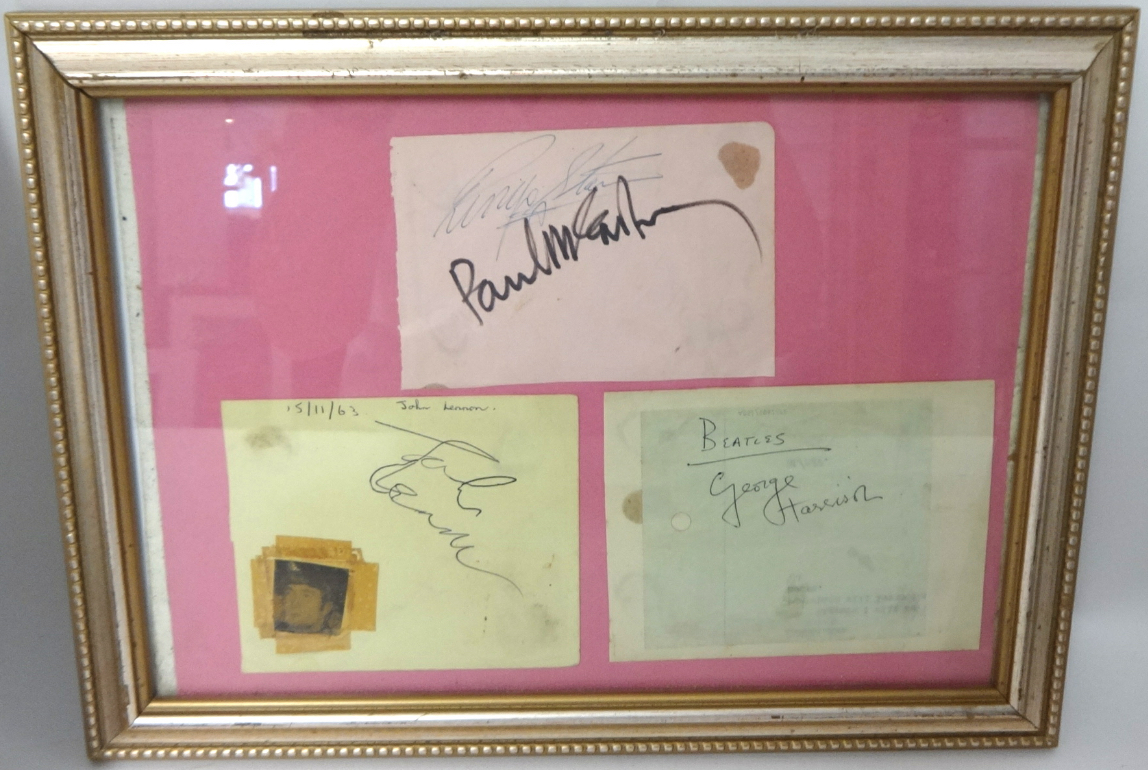 Ringo Starr
Paul McCartney
15/11/63 John Lennon.
John
Lennon
BEATLES
George
Harrison